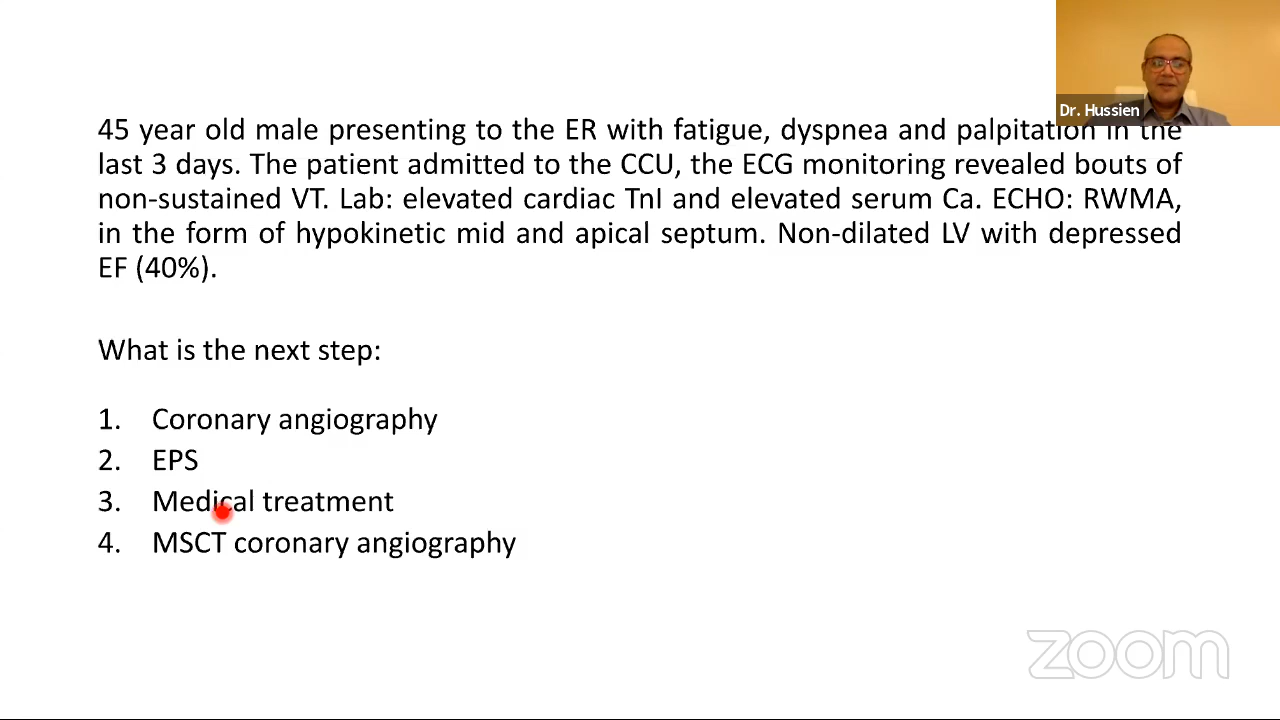 Dr. Hussien
45 year old male presenting to the ER with fatigue, dyspnea and palpitation in the
last 3 days. The patient admitted to the CCU, the ECG monitoring revealed bouts of
non-sustained VT. Lab: elevated cardiac TnI and elevated serum Ca. ECHO: RWMA,
in the form of hypokinetic mid and apical septum. Non-dilated LV with depressed
EF (40%).
What is the next step:
1. Coronary angiography
2. EPS
3. Medical treatment
4. MSCT coronary angiography
zoom